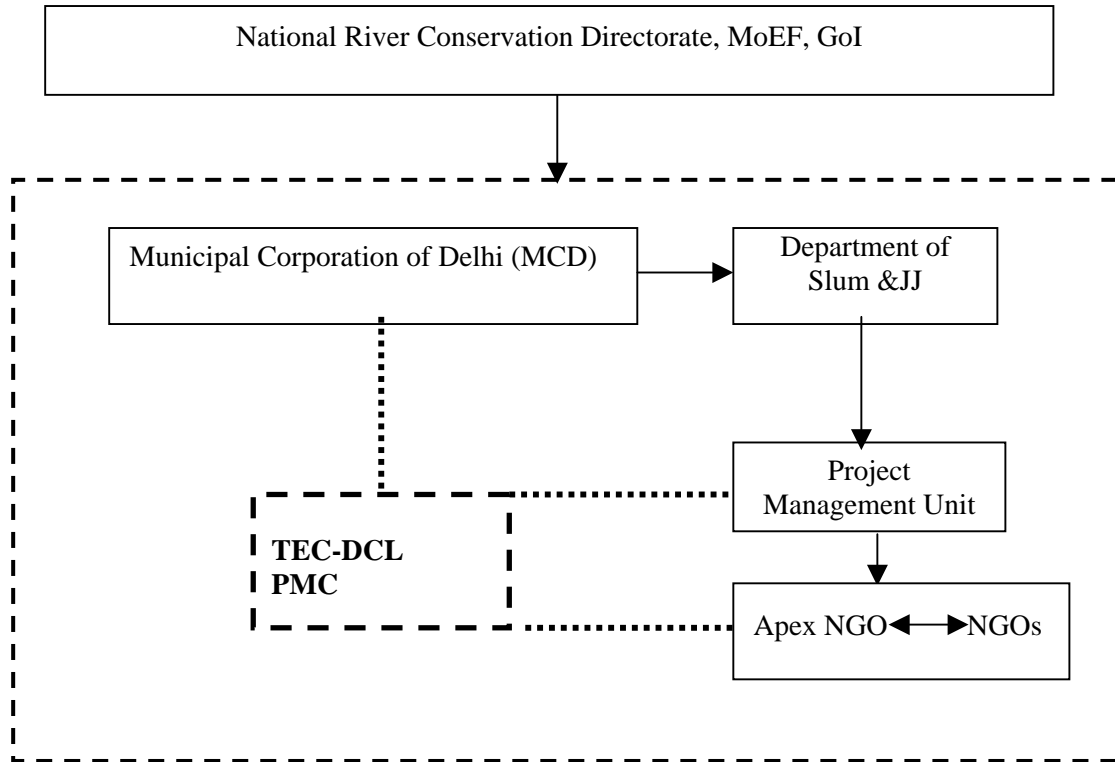 National River Conservation Directorate, MoEF, GoI
Municipal Corporation of Delhi (MCD)
Department of
Slum &JJ
Project
Management Unit
TEC-DCL
PMC
Apex NGO NGOs